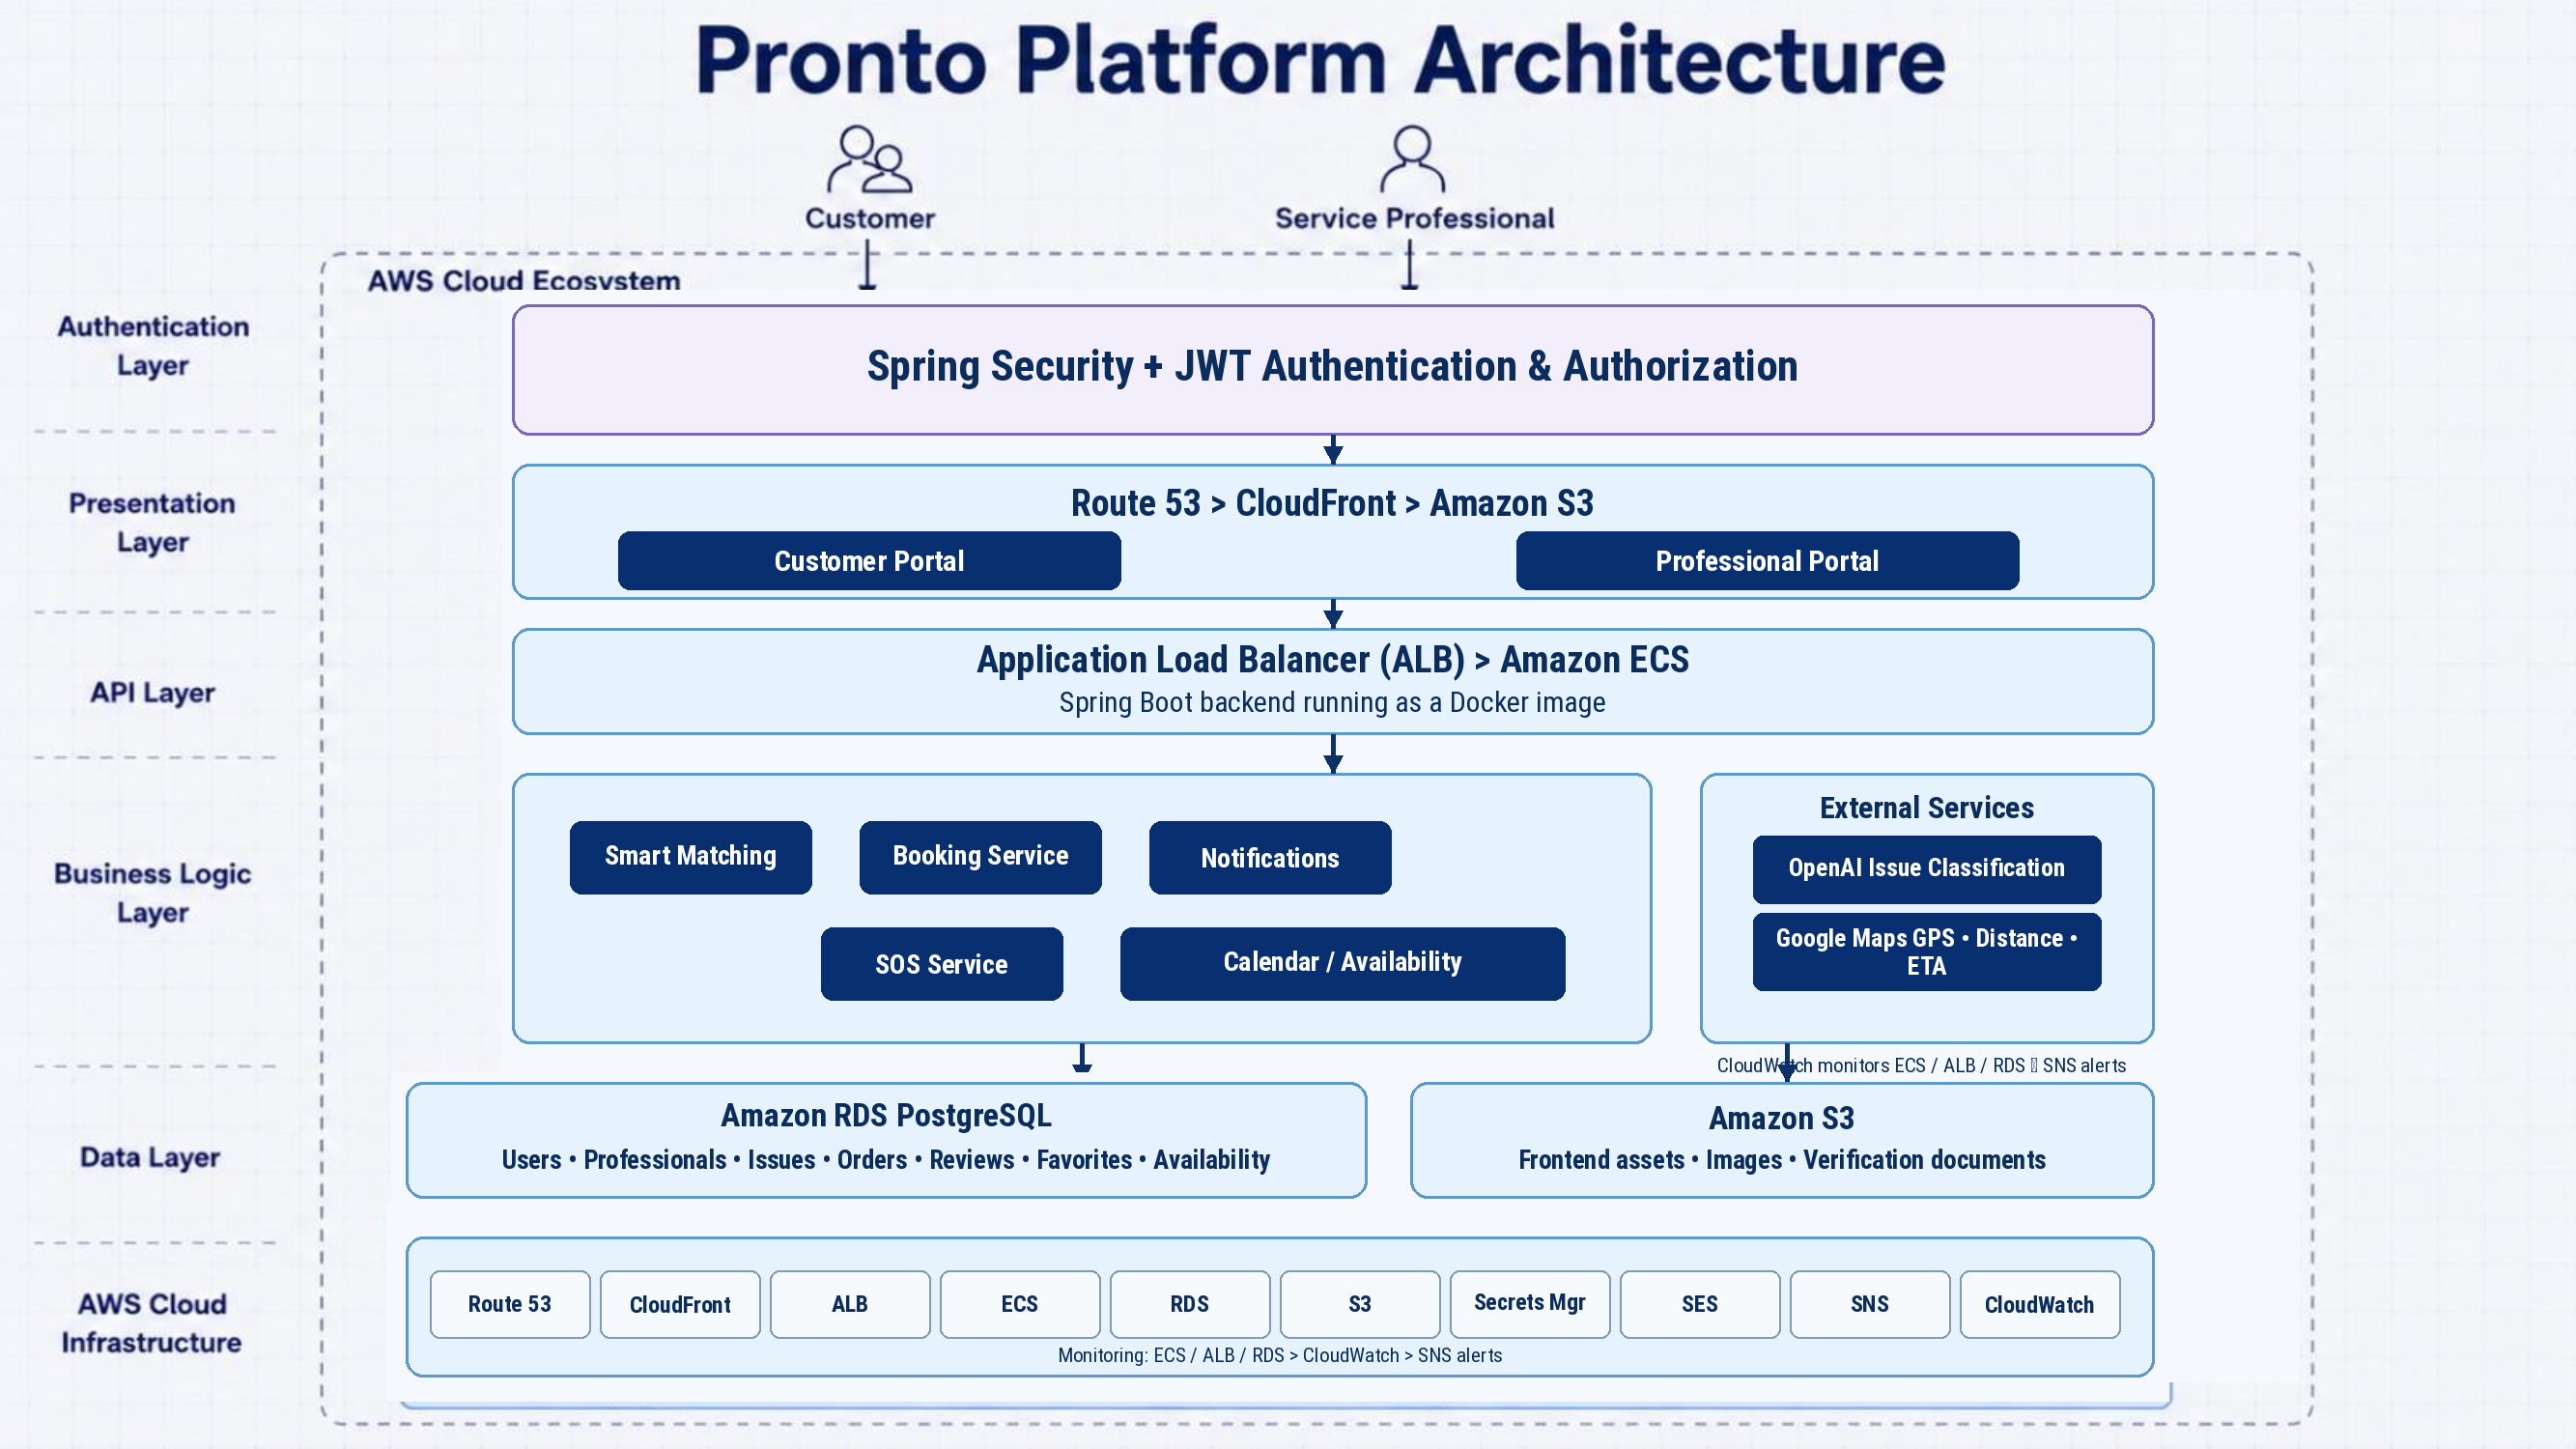 Pronto Platform Architecture
Customer
Service Professional
AWS Cloud Ecosystem
Authentication
Layer
Spring Security + JWT Authentication & Authorization
Presentation
Layer
Route 53 > CloudFront > Amazon S3
Customer Portal
Professional Portal
API Layer
Application Load Balancer (ALB) > Amazon ECS
Spring Boot backend running as a Docker image
Business Logic
Layer
Smart Matching
Booking Service
Notifications
SOS Service
Calendar / Availability
External Services
OpenAI Issue Classification
Google Maps GPS • Distance •
ETA
CloudWatch monitors ECS / ALB / RDS ▯ SNS alerts
Data Layer
Amazon RDS PostgreSQL
Users • Professionals • Issues • Orders • Reviews • Favorites • Availability
Amazon S3
Frontend assets • Images • Verification documents
AWS Cloud
Infrastructure
Route 53
CloudFront
ALB
ECS
RDS
S3
Secrets Mgr
SES
SNS
CloudWatch
Monitoring: ECS / ALB / RDS > CloudWatch > SNS alerts